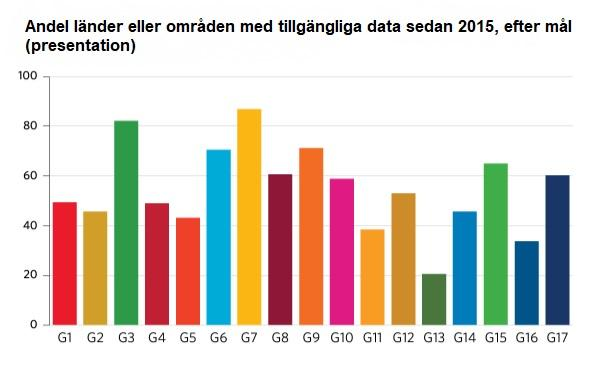 Andel länder eller områden med tillgängliga data sedan 2015, efter mål
(presentation)
100
80
60
40
20
0
G1 G2 G3 G4 G5 G6 G7 G8 G9 G10 G11 G12 G13 G14 G15 G16 G17